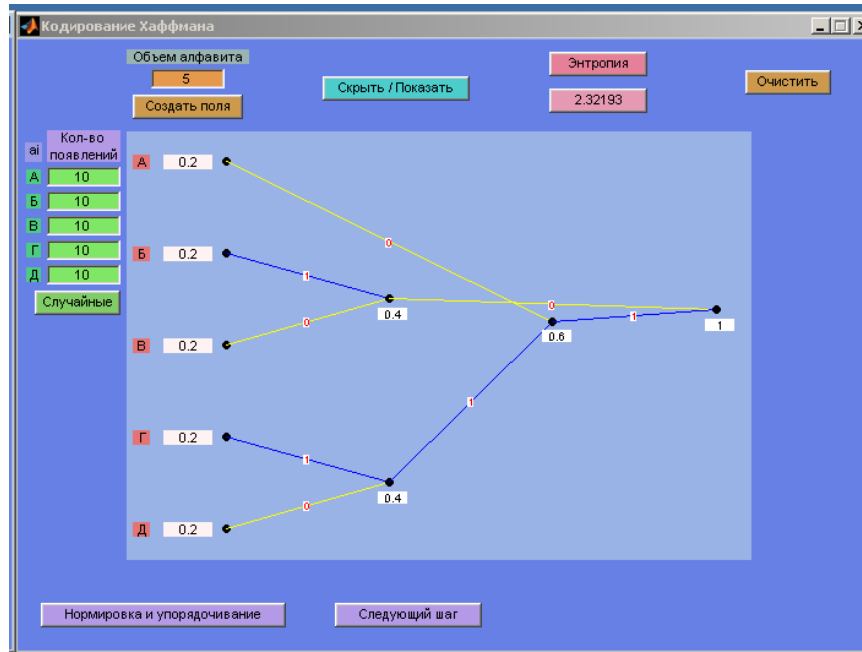 Кодирование Хаффмана
Объем алфавита
5
Создать поля
Скрыть / Показать
Энтропия
2.32193
Очистить
ai
Кол-во
появлений
А 10
Б 10
В 10
Г 10
Д 10
Случайные
А 0.2
0
Б 0.2
1
0.4
0
0.6
1
1
В 0.2
0
Г 0.2
1
1
0.4
Д 0.2
0
Нормировка и упорядочивание
Следующий шаг